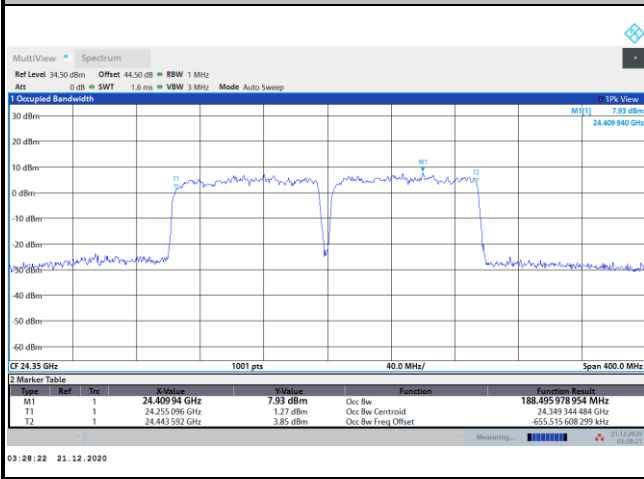 MultiView Spectrum
Ref Level 34.50 dBm Offset 44.50 dB RBW 1 MHz
Att 0 dB SWT 1.6 ms VBW 3 MHz Mode Auto Sweep
1 Occupied Bandwidth 1Pk View
M1[1] 7.93 dBm
24.409 940 GHz
30 dBm
20 dBm
M1
10 dBm
T1
T2
0 dBm
-10 dBm
-20 dBm
-30 dBm
-40 dBm
-50 dBm
-60 dBm
CF 24.35 GHz 1001 pts 40.0 MHz/ Span 400.0 MHz
2 Marker Table
Type Ref Trc X-Value Y-Value Function Function Result
M1 1 24.409 94 GHz 7.93 dBm Occ Bw 188.495 978 954 MHz
T1 1 24.255 096 GHz 1.27 dBm Occ Bw Centroid 24.349 344 484 GHz
T2 1 24.443 592 GHz 3.85 dBm Occ Bw Freq Offset -655.515 608 299 kHz
Measuring... 21.12.2020
03:28:21
03:28:22 21.12.2020